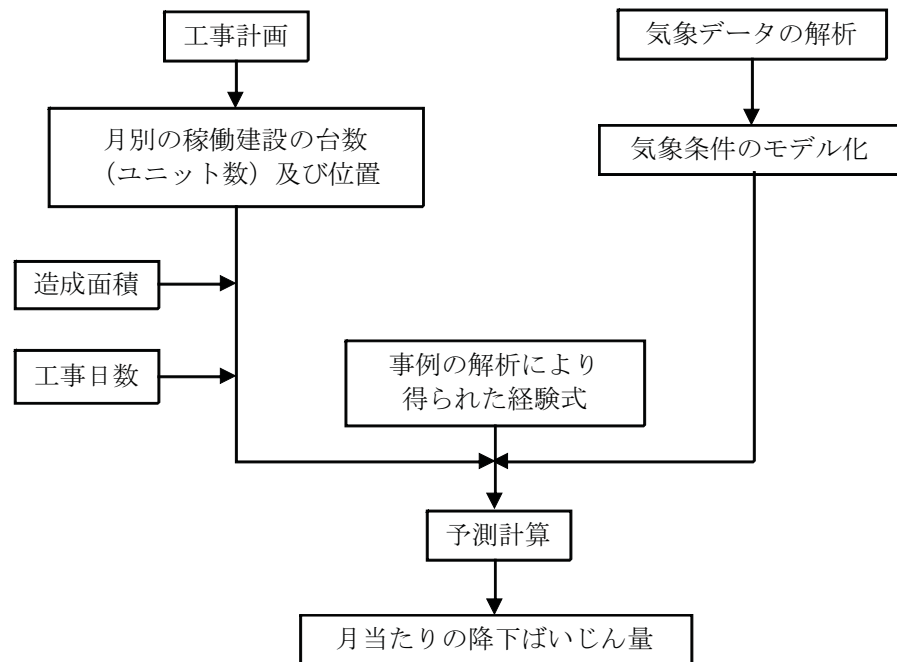 工事計画
気象データの解析
月別の稼働建設の台数
（ユニット数）及び位置
気象条件のモデル化
造成面積
工事日数
事例の解析により
得られた経験式
予測計算
月当たりの降下ばいじん量